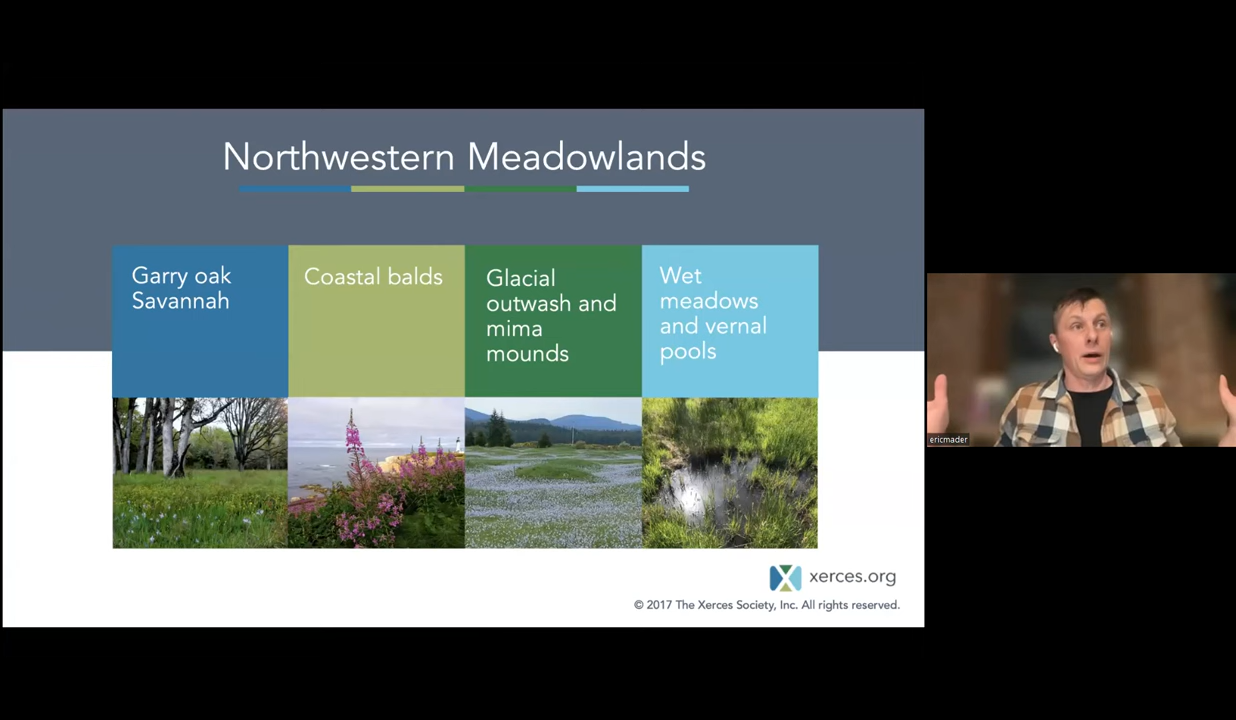 Northwestern Meadowlands
Garry oak
Savannah
Coastal balds
Glacial
outwash and
mima
mounds
Wet
meadows
and vernal
pools
ericmader
xerces.org
© 2017 The Xerces Society, Inc. All rights reserved.